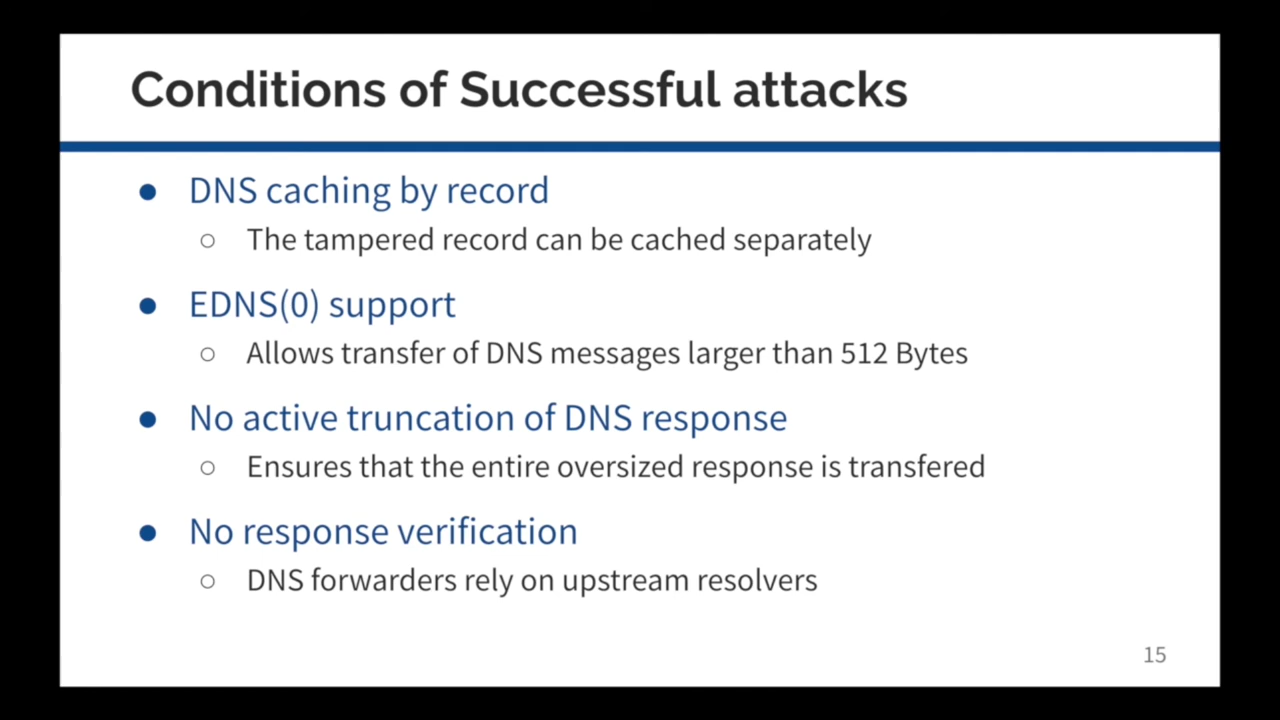 Conditions of Successful attacks
● DNS caching by record
○ The tampered record can be cached separately
● EDNS(0) support
○ Allows transfer of DNS messages larger than 512 Bytes
● No active truncation of DNS response
○ Ensures that the entire oversized response is transfered
● No response verification
○ DNS forwarders rely on upstream resolvers
15